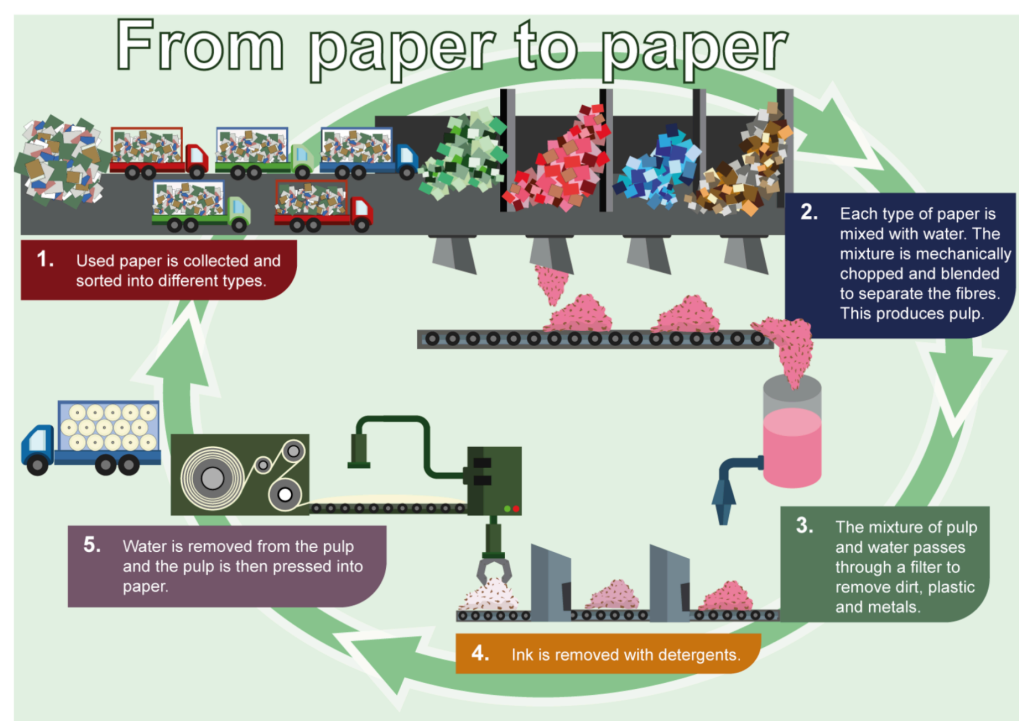 From paper to paper
1. Used paper is collected and
sorted into different types.
2. Each type of paper is
mixed with water. The
mixture is mechanically
chopped and blended
to separate the fibres.
This produces pulp.
3. The mixture of pulp
and water passes
through a filter to
remove dirt, plastic
and metals.
4. Ink is removed with detergents.
5. Water is removed from the pulp
and the pulp is then pressed into
paper.